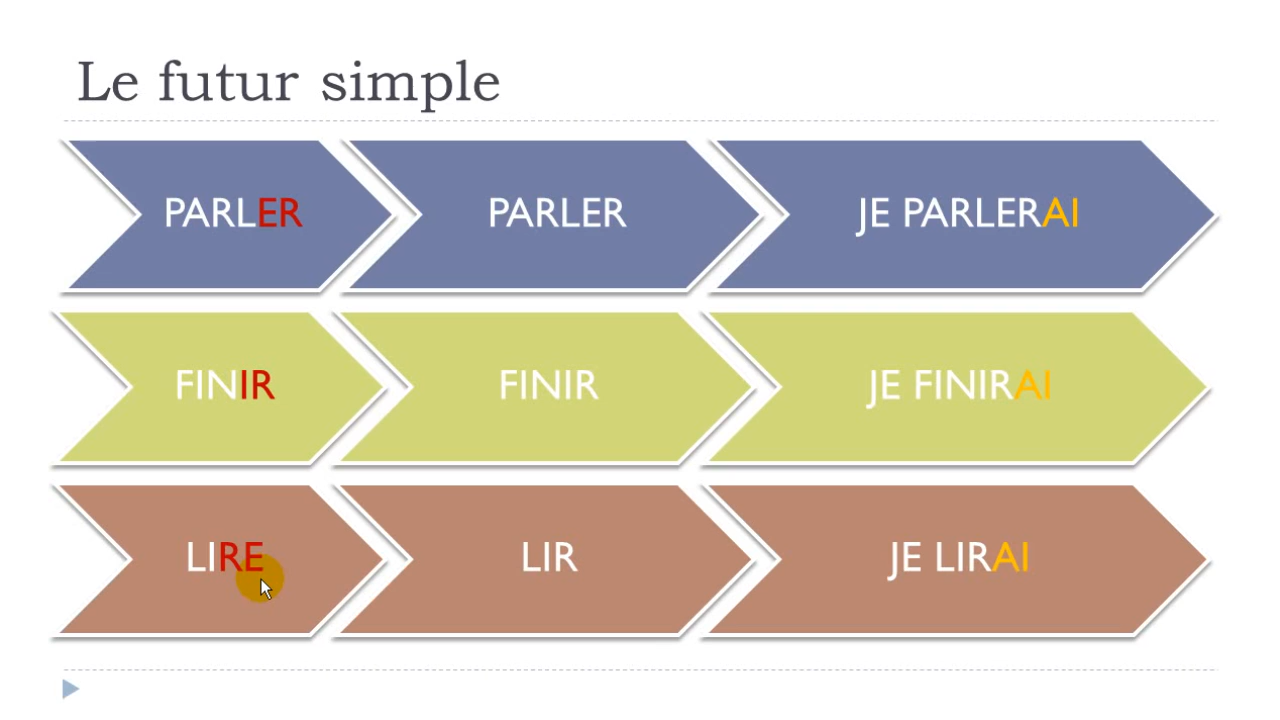 Le futur simple
PARLER
PARLER
JE PARLERAI
FINIR
FINIR
JE FINIRAI
LIRE
LIR
JE LIRAI